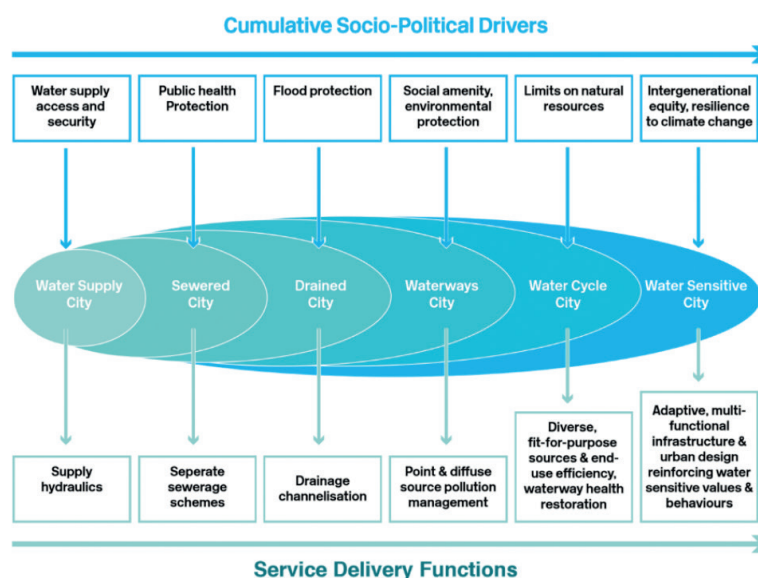 Cumulative Socio-Political Drivers
Water supply
access and
security
Public health
Protection
Flood protection
Social amenity,
environmental
protection
Limits on natural
resources
Intergenerational
equity, resilience
to climate change
Water Supply
City
Sewered
City
Drained
City
Waterways
City
Water Cycle
City
Water Sensitive
City
Supply
hydraulics
Seperate
sewerage
schemes
Drainage
channelisation
Point & diffuse
source pollution
management
Diverse,
fit-for-purpose
sources & end-
use efficiency,
waterway health
restoration
Adaptive, multi-
functional
infrastructure &
urban design
reinforcing water
sensitive values &
behaviours
Service Delivery Functions